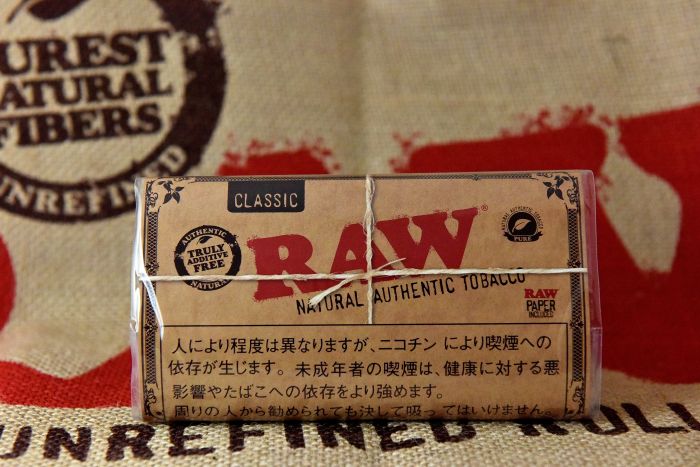 UREST
NATURAL
FIBERS
UNREFINED
CLASSIC
AUTHENTIC
TRULY
ADDITIVE
FREE
NATURAL
RAW®
NATURAL AUTHENTIC TOBACCO
PURE
RAW
PAPER
INCLUDED
人により程度は異なりますが、ニコチン により喫煙への
依存が生じます。未成年者の喫煙は、健康に対する悪
影響やたばこへの依存をより強めます。
周りの人から勧められても決して吸ってはいけません。
UNREFINED ROLL